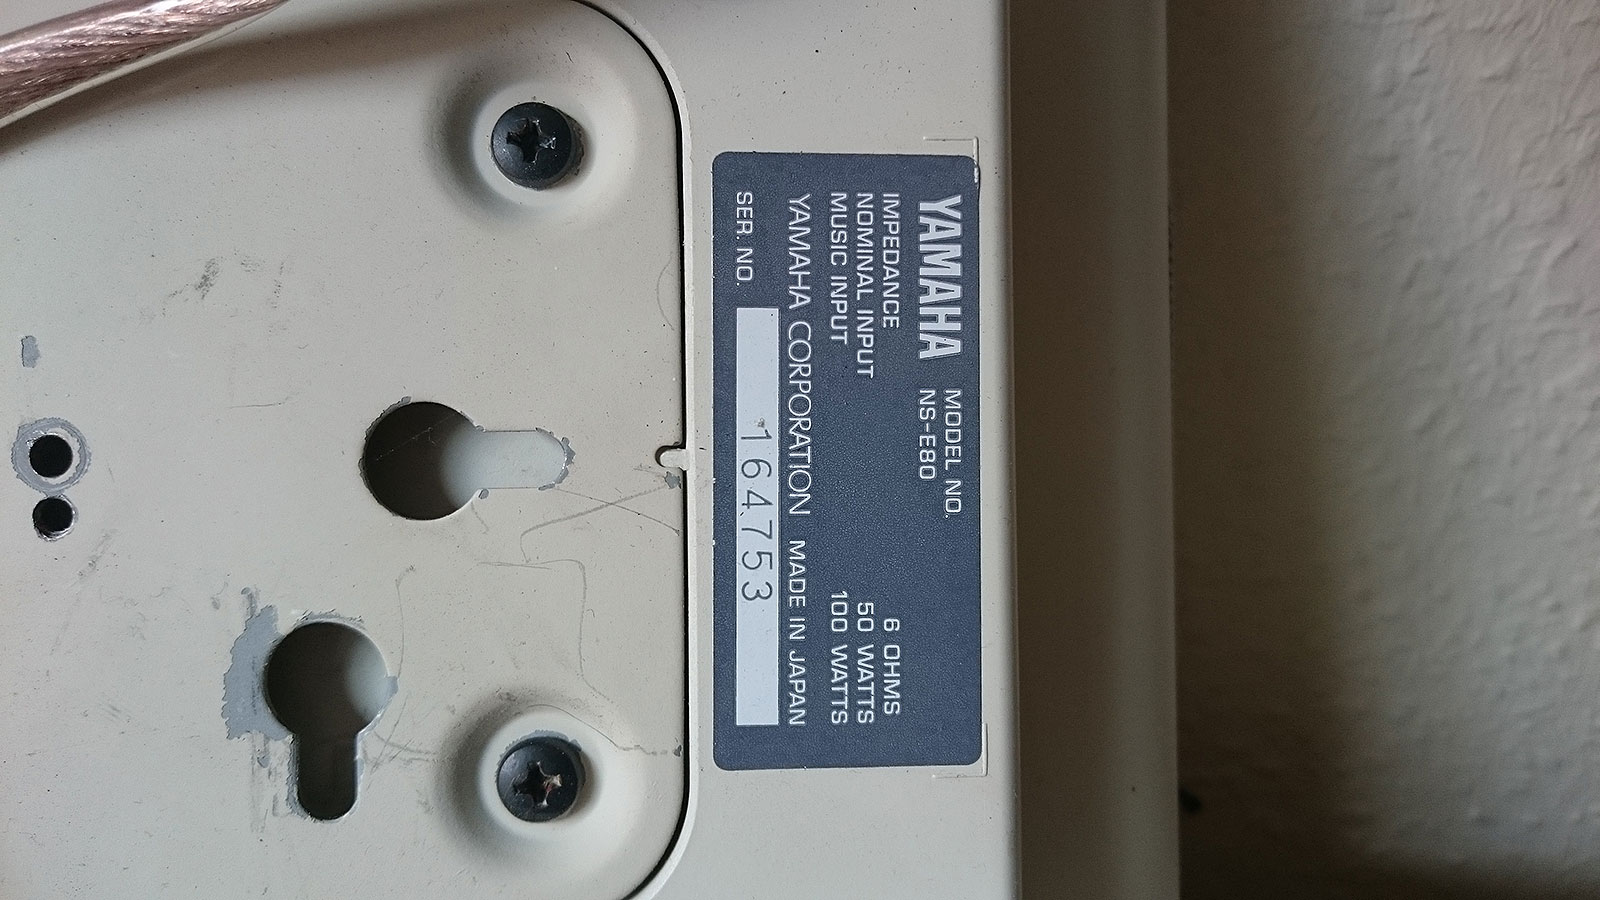 YAMAHA MODEL NO. NS-E80
IMPEDANCE 6 OHMS
NOMINAL INPUT 50 WATTS
MUSIC INPUT 100 WATTS
YAMAHA CORPORATION MADE IN JAPAN
SER. NO. 164753